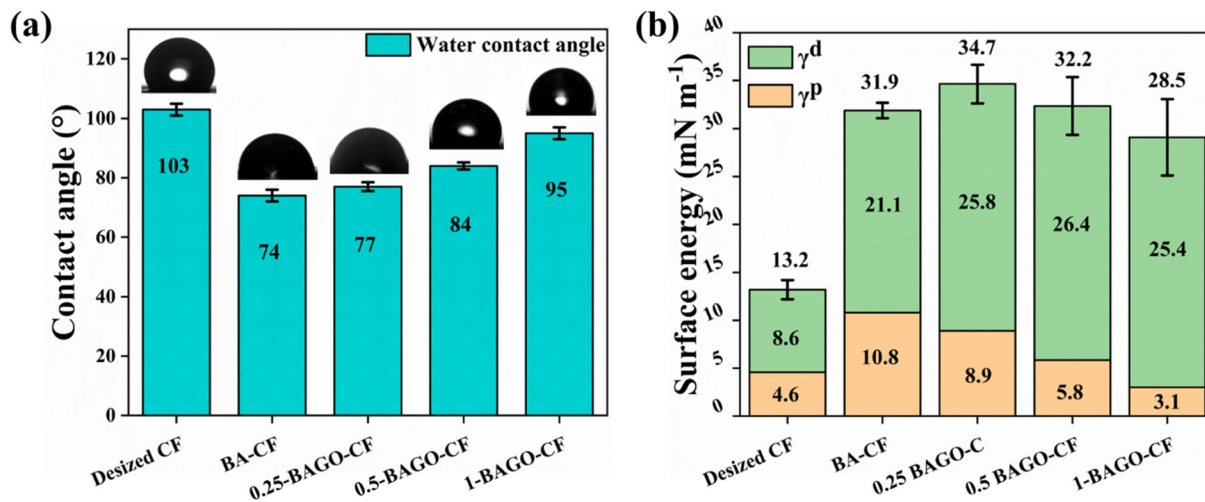 (a)
Contact angle (°)
120
100
80
60
40
20
0
Water contact angle
103
74
77
84
95
Desized CF
BA-CF
0.25-BAGO-CF
0.5-BAGO-CF
1-BAGO-CF
(b)
Surface energy (mN m⁻¹)
40
35
30
25
20
15
10
5
0
γᵈ
γᵖ
13.2
31.9
34.7
32.2
28.5
8.6
21.1
25.8
26.4
25.4
4.6
10.8
8.9
5.8
3.1
Desized CF
BA-CF
0.25 BAGO-C
0.5 BAGO-CF
1-BAGO-CF